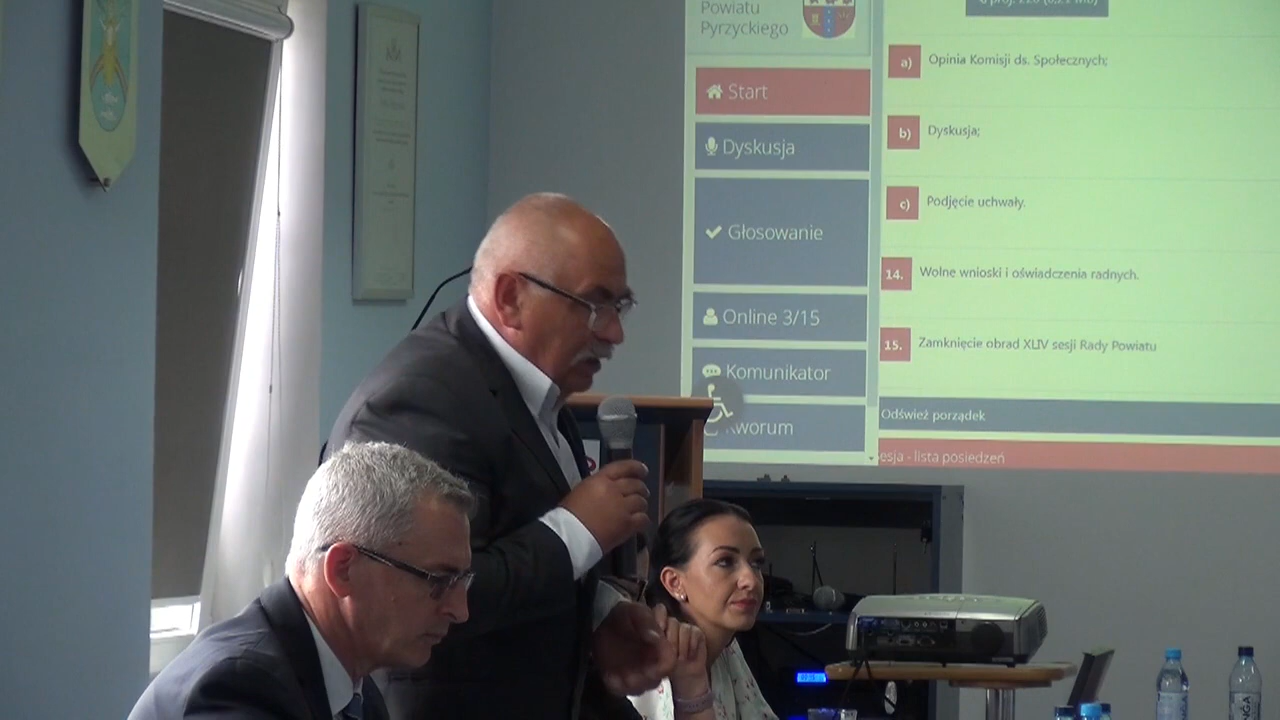 Powiatu
Pyrzyckiego
Start
Dyskusja
Głosowanie
Online 3/15
Komunikator
Kworum
a) Opinia Komisji ds. Społecznych;
b) Dyskusja;
c) Podjęcie uchwały.
14. Wolne wnioski i oświadczenia radnych.
15. Zamknięcie obrad XLIV sesji Rady Powiatu
Odśwież porządek
esja - lista posiedzeń